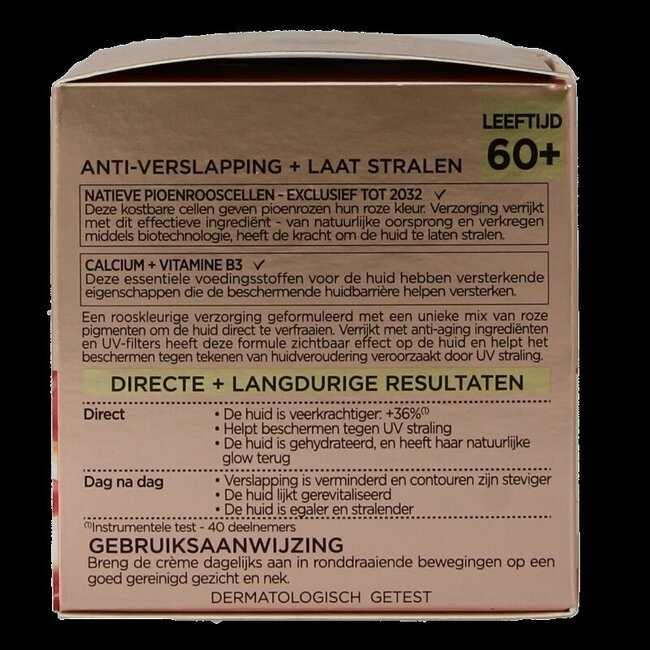 LEEFTIJD
60+
ANTI-VERSLAPPING + LAAT STRALEN
NATIEVE PIOENROOSCELLEN - EXCLUSIEF TOT 2032 ✓
Deze kostbare cellen geven pioenrozen hun roze kleur. Verzorging verrijkt
met dit effectieve ingrediënt - van natuurlijke oorsprong en verkregen
middels biotechnologie, heeft de kracht om de huid te laten stralen.
CALCIUM + VITAMINE B3 ✓
Deze essentiele voedingsstoffen voor de huid hebben versterkende
eigenschappen die de beschermende huidbarrière helpen versterken.
Een rooskleurige verzorging geformuleerd met een unieke mix van roze
pigmenten om de huid direct te verfraaien. Verrijkt met anti-aging ingrediënten
en UV-filters heeft deze formule zichtbaar effect op de huid en helpt het
beschermen tegen tekenen van huidveroudering veroorzaakt door UV straling.
DIRECTE + LANGDURIGE RESULTATEN
Direct • De huid is veerkrachtiger: +36%⁽¹⁾
• Helpt beschermen tegen UV straling
• De huid is gehydrateerd, en heeft haar natuurlijke
glow terug
Dag na dag • Verslapping is verminderd en contouren zijn steviger
• De huid lijkt gerevitaliseerd
• De huid is egaler en stralender
⁽¹⁾Instrumentele test - 40 deelnemers
GEBRUIKSAANWIJZING
Breng de crème dagelijks aan in ronddraaiende bewegingen op een
goed gereinigd gezicht en nek.
DERMATOLOGISCH GETEST